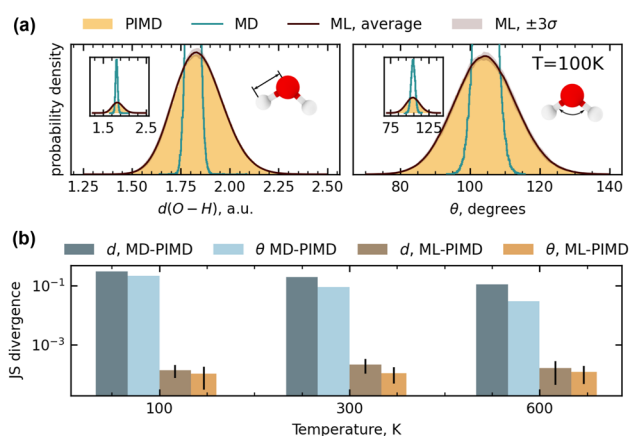 (a)
PIMD MD ML, average ML, ±3σ
probability density
1.5 2.5
1.25 1.50 1.75 2.00 2.25 2.50
d(O − H), a.u.
T=100K
75 125
80 100 120 140
θ, degrees
(b)
d, MD-PIMD θ MD-PIMD d, ML-PIMD θ, ML-PIMD
JS divergence
10⁻¹
10⁻³
100 300 600
Temperature, K